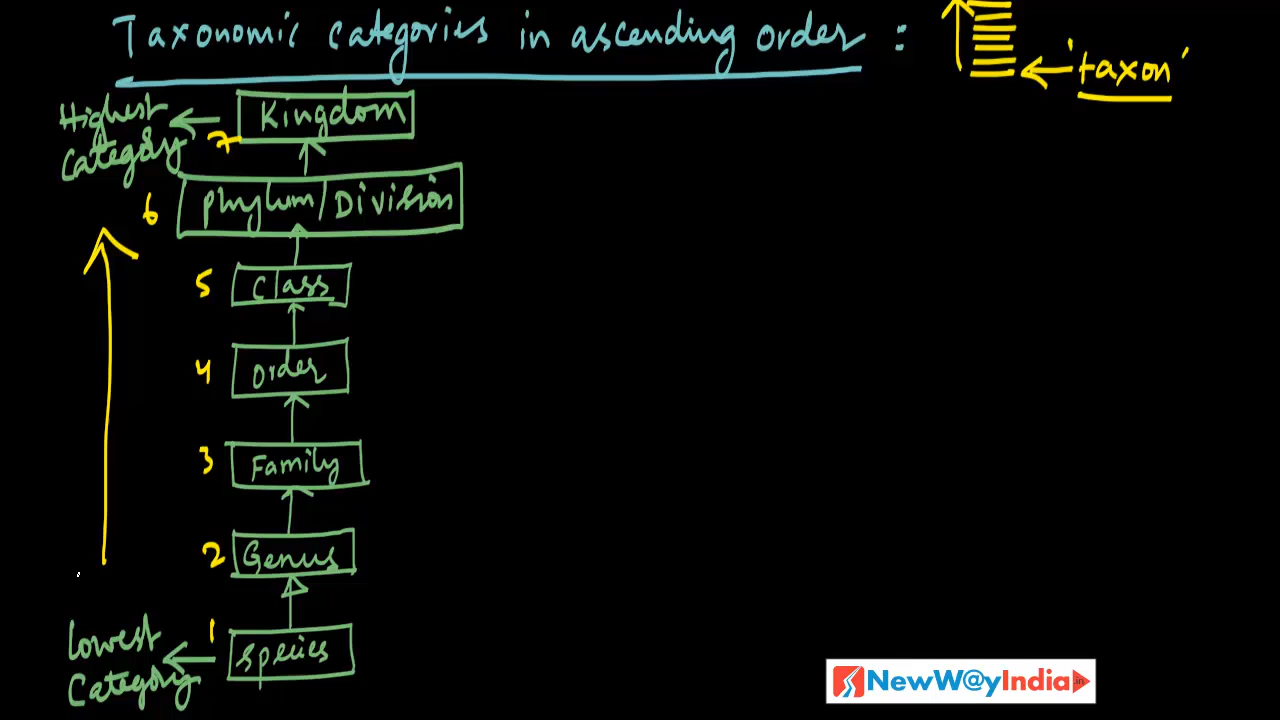 Taxonomic categories in ascending order :
'taxon'
Highest Category
Kingdom
7
Phylum/Division
6
Class
5
Order
4
Family
3
Genus
2
Species
1
Lowest Category
NewW@yIndia.in